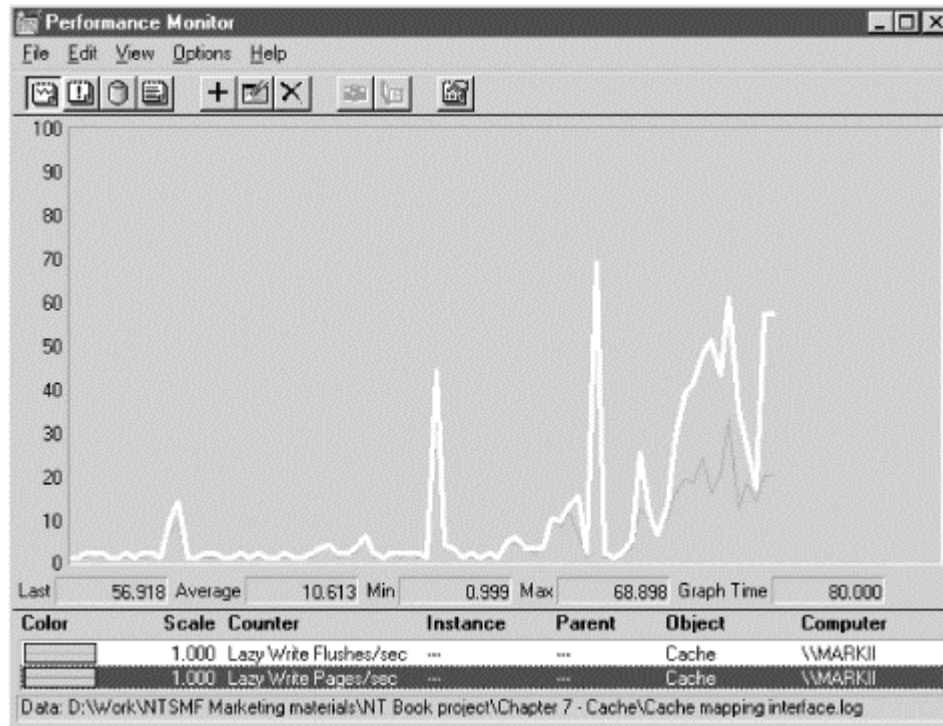 Performance Monitor
File Edit View Options Help
100
90
80
70
60
50
40
30
20
10
0
Last 56.918 Average 10.613 Min 0.999 Max 68.898 Graph Time 80.000
Color Scale Counter Instance Parent Object Computer
1.000 Lazy Write Flushes/sec --- --- Cache \\MARKII
1.000 Lazy Write Pages/sec --- --- Cache \\MARKII
Data: D:\Work\NTSMF Marketing materials\NT Book project\Chapter 7 - Cache\Cache mapping interface.log